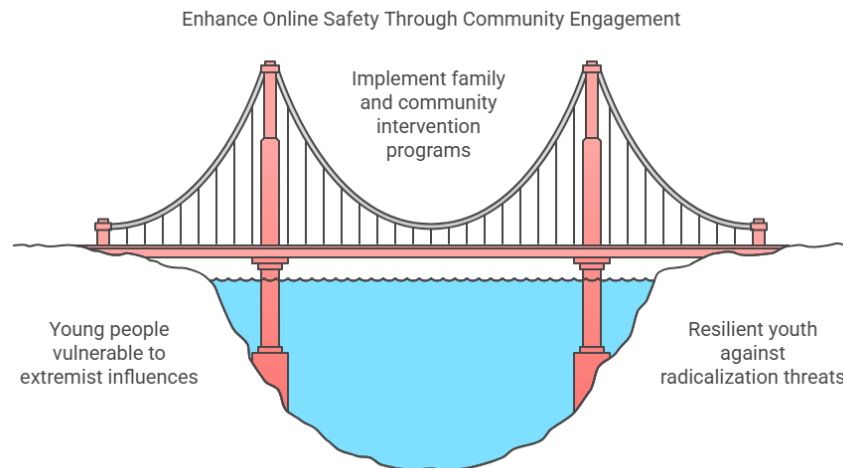 Enhance Online Safety Through Community Engagement
Implement family
and community
intervention
programs
Young people
vulnerable to
extremist influences
Resilient youth
against
radicalization threats